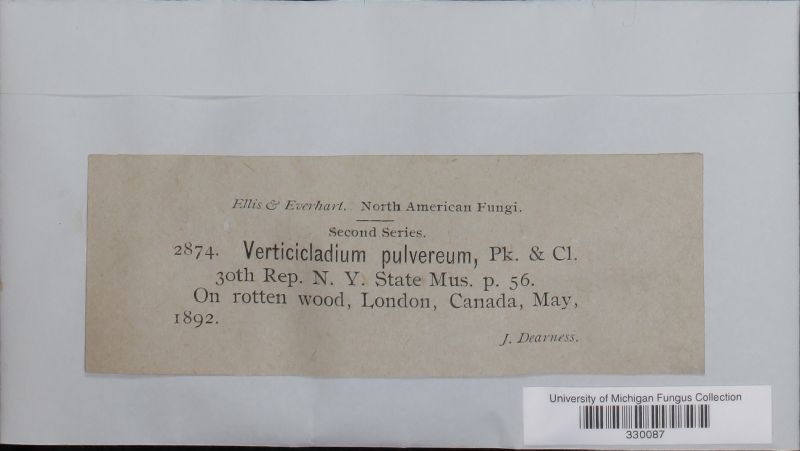 Ellis & Everhart. North American Fungi.
Second Series.
2874. Verticicladium pulvereum, Pk. & Cl.
30th Rep. N. Y. State Mus. p. 56.
On rotten wood, London, Canada, May,
1892.
J. Dearness.
University of Michigan Fungus Collection
330087